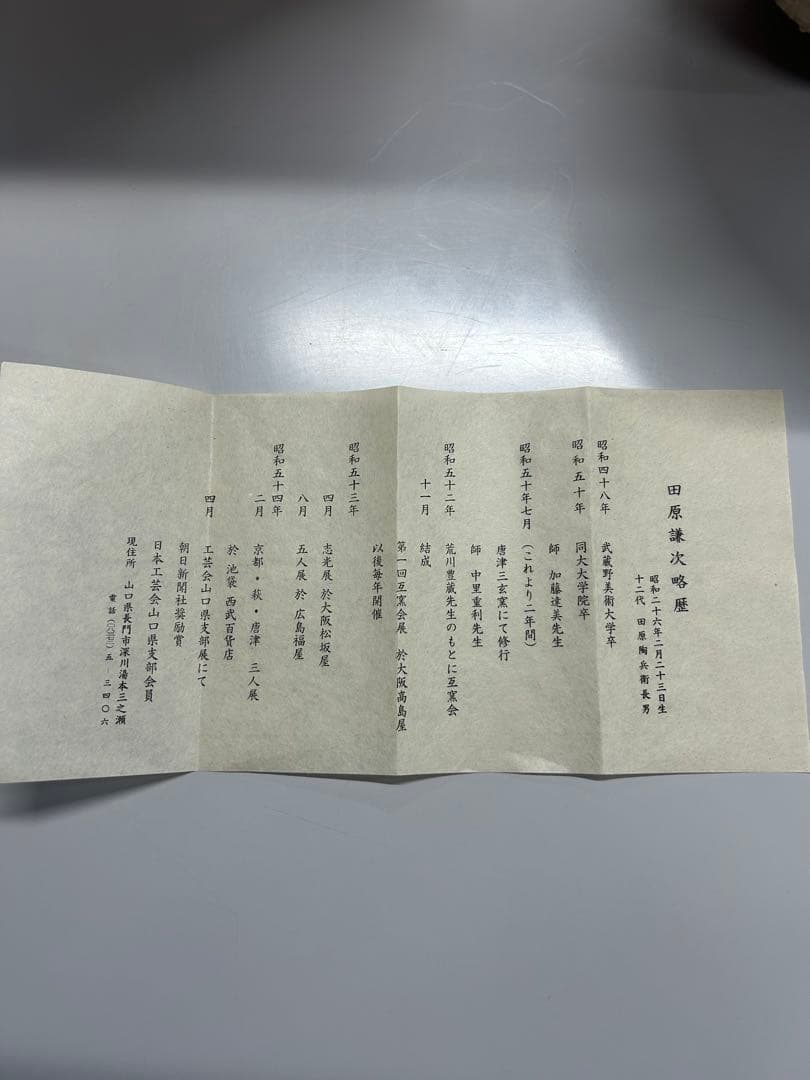 田原謙次略歴
昭和二十六年二月二十三日生
十二代 田原陶兵衛長男
昭和四十八年 武蔵野美術大学卒
昭和五十年 同大大学院卒
師 加藤達美先生
昭和五十年七月 (これより二年間)
唐津三玄窯にて修行
師 中里重利先生
昭和五十二年 荒川豊蔵先生のもとに互窯会
十一月 結成
第一回互窯会展 於大阪高島屋
以後毎年開催
昭和五十三年
四月 志光展 於大阪松坂屋
八月 五人展 於 広島福屋
昭和五十四年
二月 京都・萩・唐津 三人展
於 池袋 西武百貨店
四月 工芸会山口県支部展にて
朝日新聞社奨励賞
日本工芸会山口県支部会員
現住所 山口県長門市深川湯本三之瀬
電話(〇八三七二)五-三四〇六